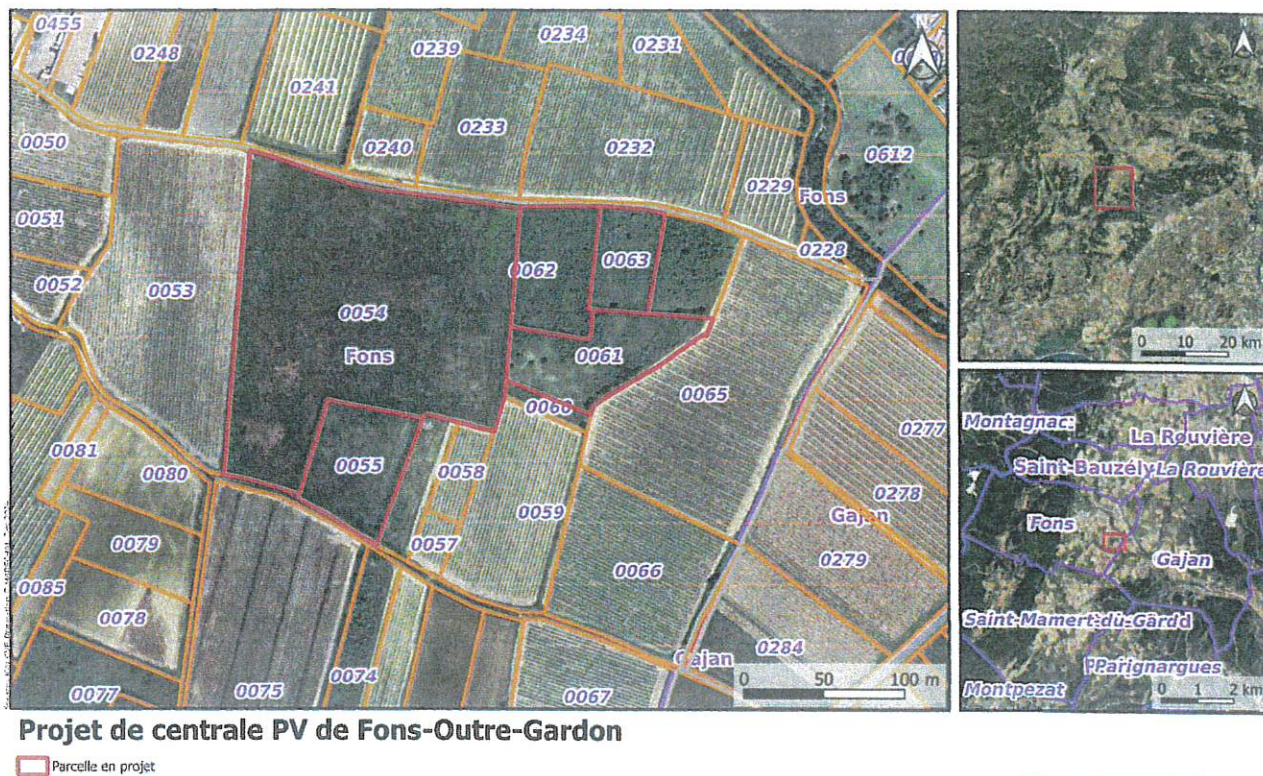 0455
0248
0239
0234
0231
0241
0240
0233
0232
0229
0612
Fons
0228
0050
0051
0052
0053
0054
Fons
0062
0063
0061
0060
0065
0055
0058
0059
0057
0066
0277
0278
Gajan
0279
0284
Gajan
0081
0080
0079
0085
0078
0077
0075
0074
0067
0 50 100 m
N
0 10 20 km
Montagnac
La Rouvière
Saint-Bauzély
La Rouvière
Fons
Gajan
Saint-Mamert-du-Gard
Parignargues
Montpezat
0 1 2 km
Projet de centrale PV de Fons-Outre-Gardon
Parcelle en projet